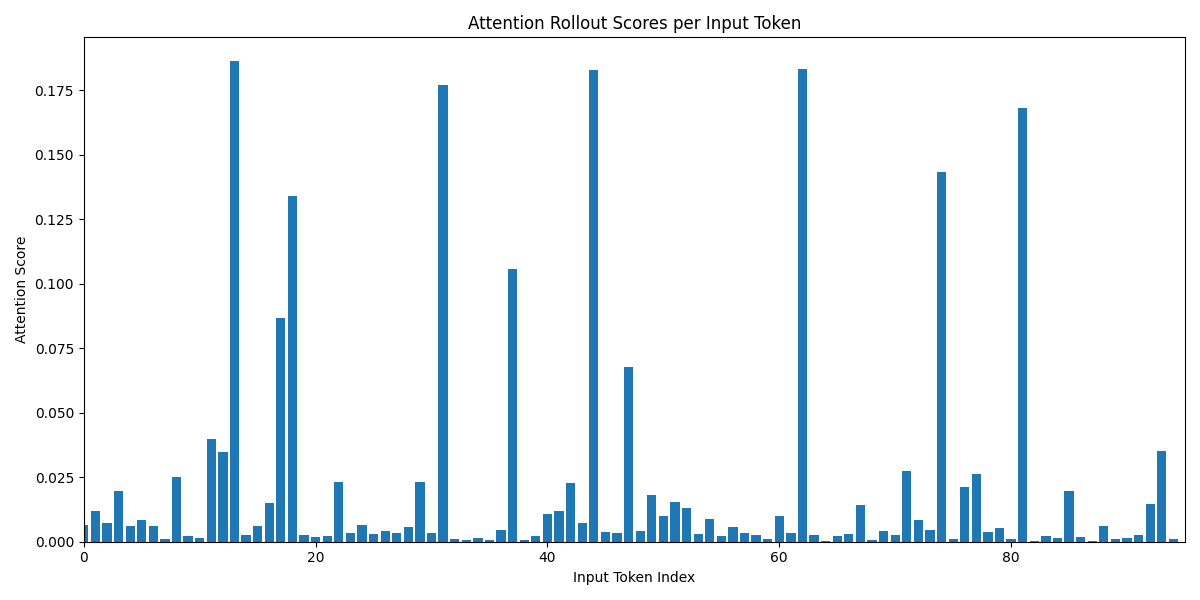 Attention Rollout Scores per Input Token
Attention Score
0.175
0.150
0.125
0.100
0.075
0.050
0.025
0.000
0 20 40 60 80
Input Token Index